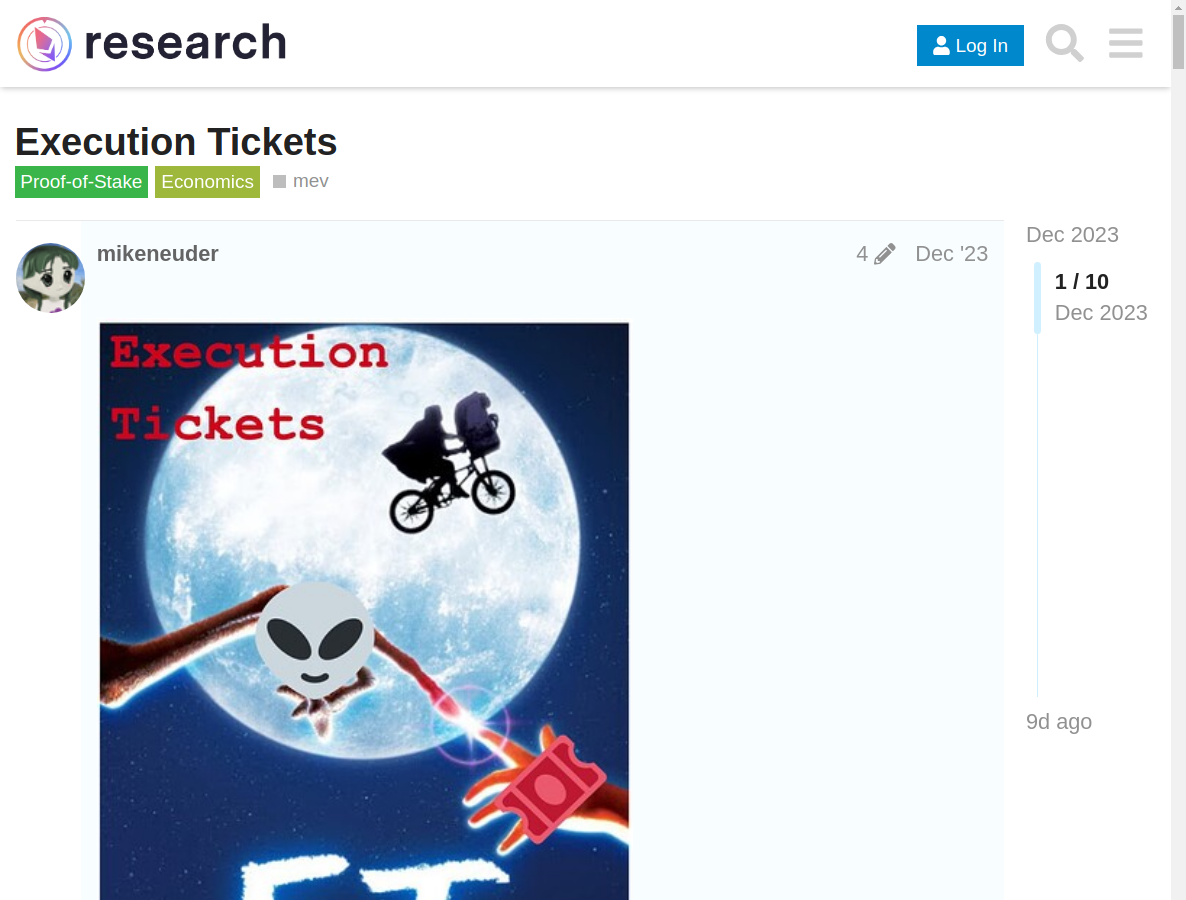 research
Log In
Execution Tickets
Proof-of-Stake Economics mev
mikeneuder
4 Dec '23
Execution
Tickets
ET
Dec 2023
1 / 10
Dec 2023
9d ago